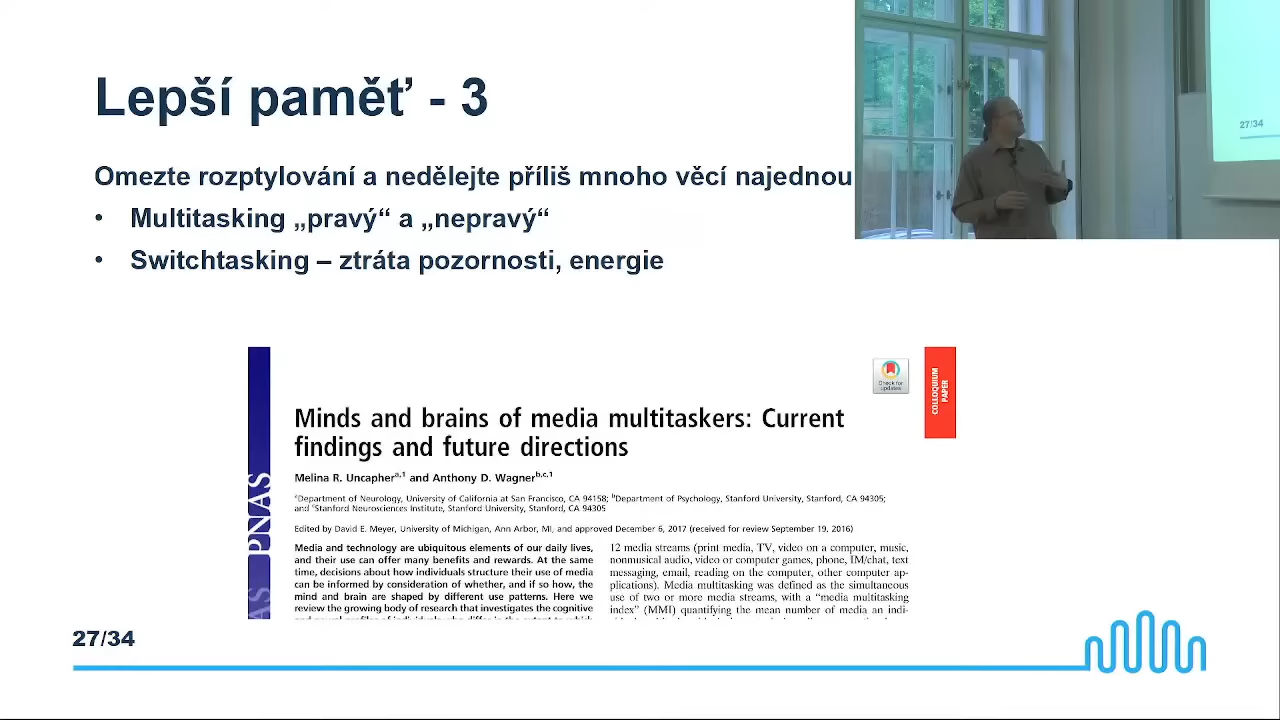 Lepší paměť - 3
Omezte rozptylování a nedělejte příliš mnoho věcí najednou
• Multitasking „pravý“ a „nepravý“
• Switchtasking – ztráta pozornosti, energie
27/34
Check for
updates
COLLOQUIUM
PAPER
PNAS
Minds and brains of media multitaskers: Current
findings and future directions
Melina R. Uncapherᵃ,¹ and Anthony D. Wagnerᵇ,ᶜ,¹
ᵃDepartment of Neurology, University of California at San Francisco, CA 94158; ᵇDepartment of Psychology, Stanford University, Stanford, CA 94305;
and ᶜStanford Neurosciences Institute, Stanford University, Stanford, CA 94305
Edited by David E. Meyer, University of Michigan, Ann Arbor, MI, and approved December 6, 2017 (received for review September 19, 2016)
Media and technology are ubiquitous elements of our daily lives,
and their use can offer many benefits and rewards. At the same
time, decisions about how individuals structure their use of media
can be informed by consideration of whether, and if so how, the
mind and brain are shaped by different use patterns. Here we
review the growing body of research that investigates the cognitive
12 media streams (print media, TV, video on a computer, music,
nonmusical audio, video or computer games, phone, IM/chat, text
messaging, email, reading on the computer, other computer ap-
plications). Media multitasking was defined as the simultaneous
use of two or more media streams, with a “media multitasking
index” (MMI) quantifying the mean number of media an indi-
27/34